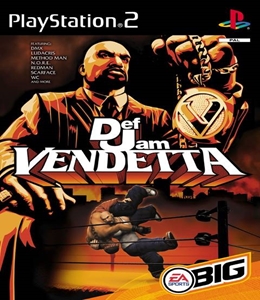 PlayStation®2
PAL
FEATURING
DMX
LUDACRIS
METHOD MAN
N.O.R.E.
REDMAN
SCARFACE
WC
AND MORE
Def
Jam
VENDETTA
EA
SPORTS
BIG